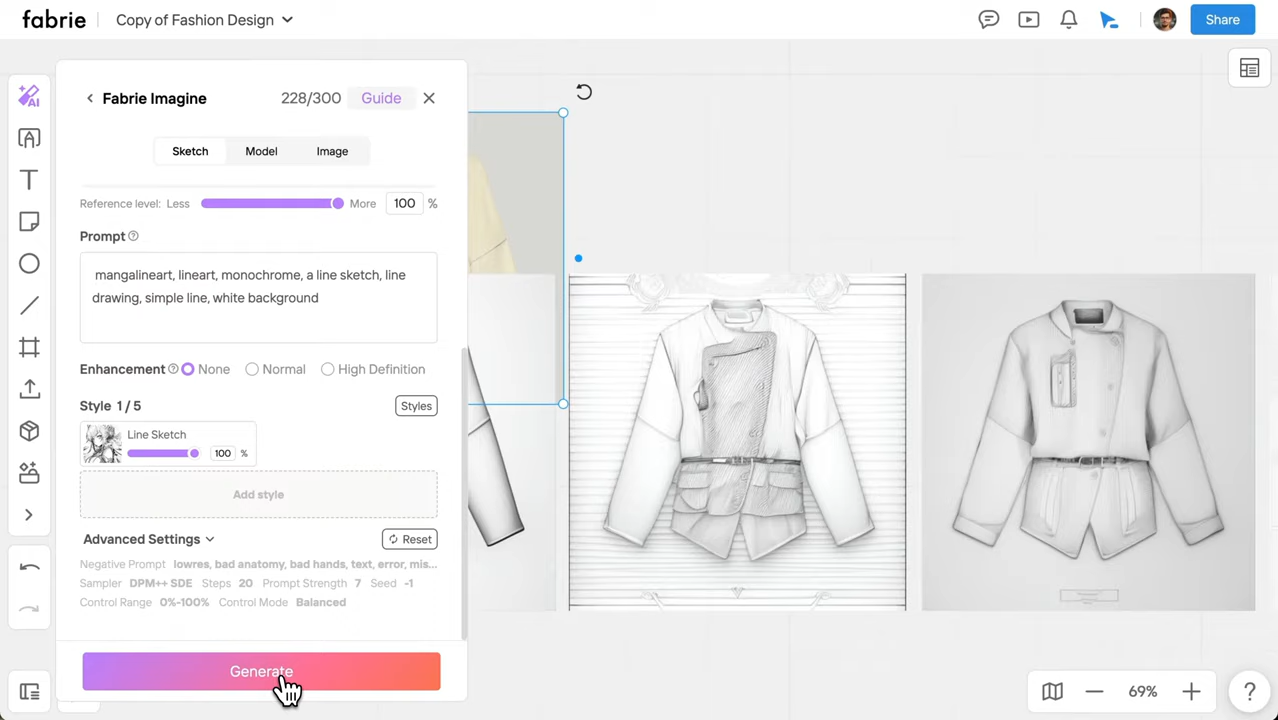 fabrie
Copy of Fashion Design
Share
AI
Fabrie Imagine 228/300 Guide
Sketch Model Image
Reference level: Less More 100 %
Prompt
mangalineart, lineart, monochrome, a line sketch, line
drawing, simple line, white background
Enhancement None Normal High Definition
Style 1 / 5 Styles
Line Sketch
100 %
Add style
Advanced Settings Reset
Negative Prompt lowres, bad anatomy, bad hands, text, error, mis...
Sampler DPM++ SDE Steps 20 Prompt Strength 7 Seed -1
Control Range 0%-100% Control Mode Balanced
Generate
69%